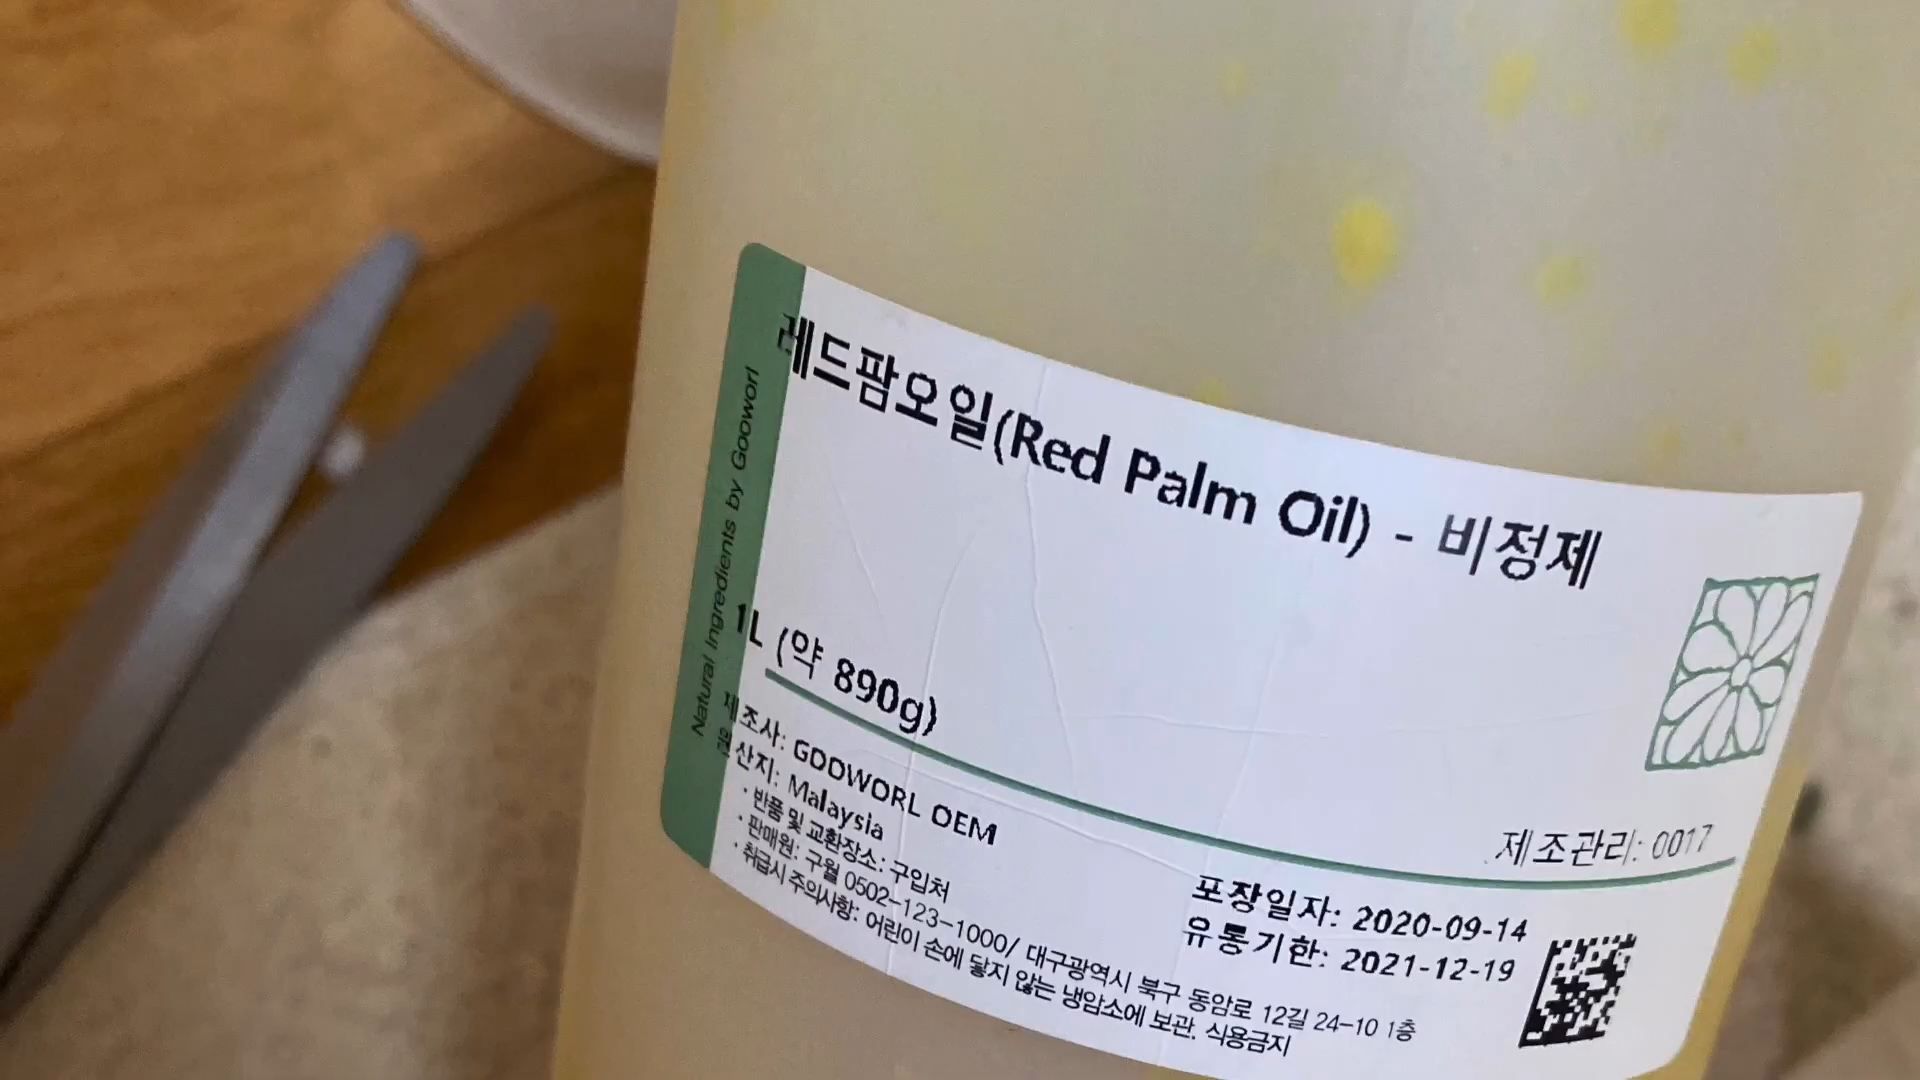 레드팜오일(Red Palm Oil) - 비정제
Natural Ingredients by Gooworl
1L (약 890g)
제조사: GOOWORL OEM
원산지: Malaysia
· 반품 및 교환장소: 구입처
· 판매원: 구월 0502-123-1000/ 대구광역시 북구 동암로 12길 24-10 1층
· 취급시 주의사항: 어린이 손에 닿지 않는 냉암소에 보관. 식용금지
제조관리: 0017
포장일자: 2020-09-14
유통기한: 2021-12-19